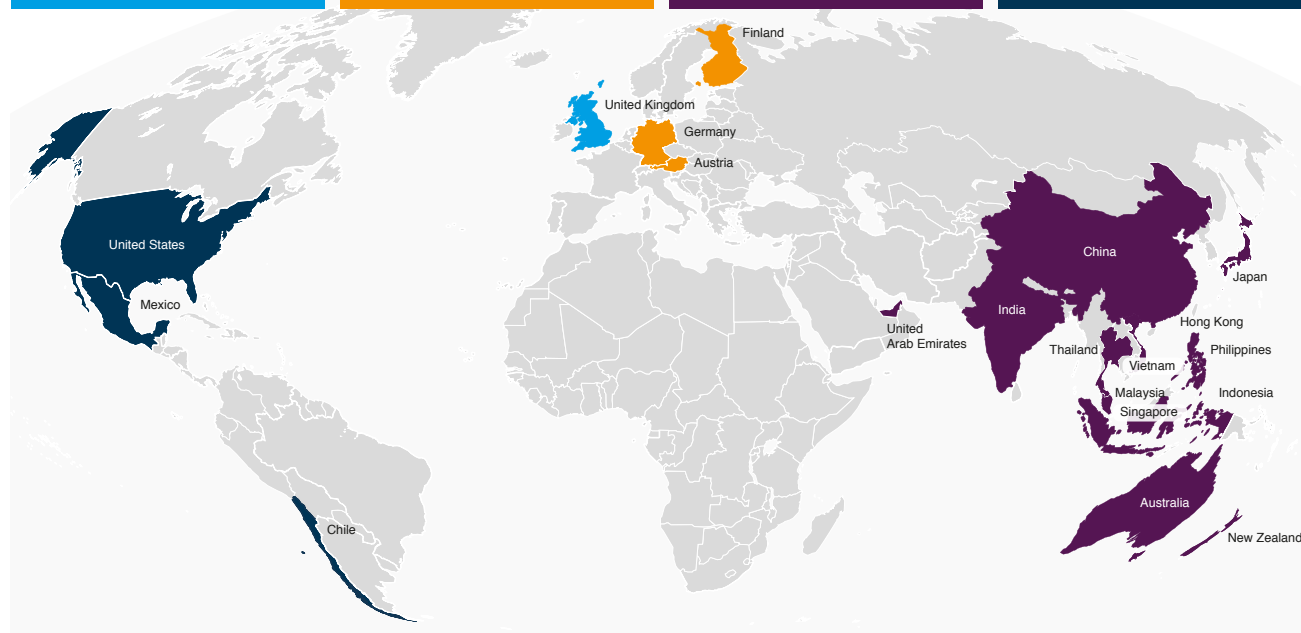 Finland
United Kingdom
Germany
Austria
United States
China
Japan
Mexico
India
Hong Kong
United
Arab Emirates
Thailand
Philippines
Vietnam
Malaysia
Indonesia
Singapore
Australia
Chile
New Zealand